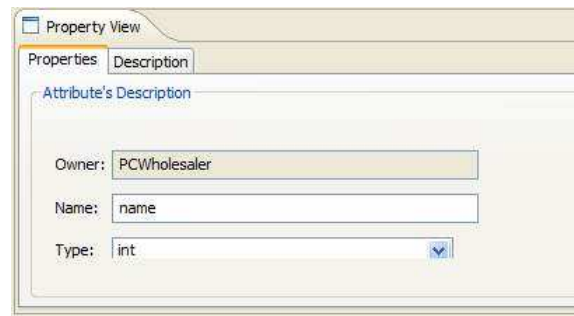 Property View
Properties Description
Attribute's Description
Owner: PCWholesaler
Name: name
Type: int